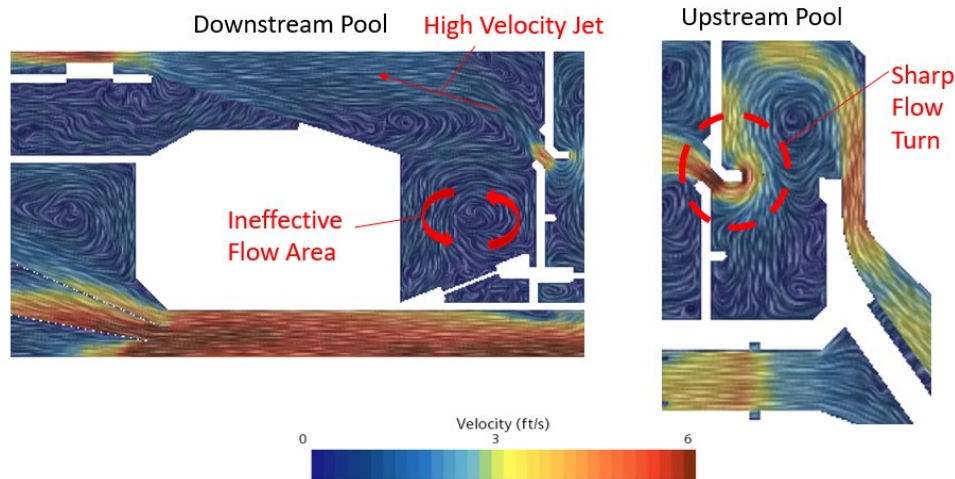 Downstream Pool
High Velocity Jet
Upstream Pool
Sharp
Flow
Turn
Ineffective
Flow Area
Velocity (ft/s)
0 3 6